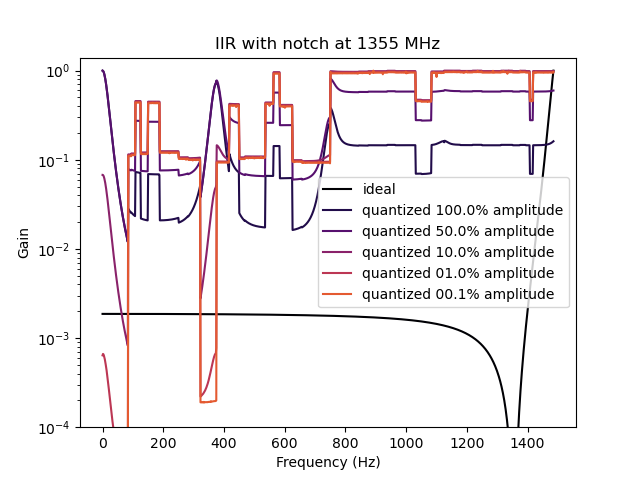 IIR with notch at 1355 MHz
10⁰
10⁻¹
10⁻²
10⁻³
10⁻⁴
Gain
ideal
quantized 100.0% amplitude
quantized 50.0% amplitude
quantized 10.0% amplitude
quantized 01.0% amplitude
quantized 00.1% amplitude
0 200 400 600 800 1000 1200 1400
Frequency (Hz)